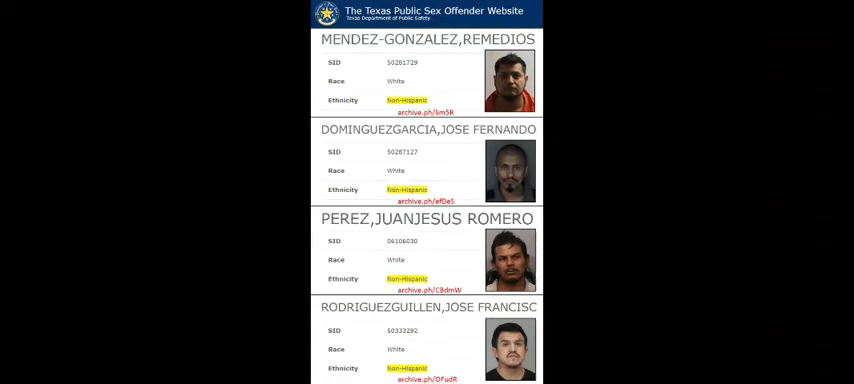 The Texas Public Sex Offender Website
Texas Department of Public Safety
MENDEZ-GONZALEZ,REMEDIOS
SID 50281729
Race White
Ethnicity Non-Hispanic
archive.ph/lim5R
DOMINGUEZGARCIA,JOSE FERNANDO
SID 50287127
Race White
Ethnicity Non-Hispanic
archive.ph/efDeS
PEREZ,JUANJESUS ROMERO
SID 06106030
Race White
Ethnicity Non-Hispanic
archive.ph/CBdmW
RODRIGUEZGUILLEN,JOSE FRANCISC
SID 50333292
Race White
Ethnicity Non-Hispanic
archive.ph/OFudR